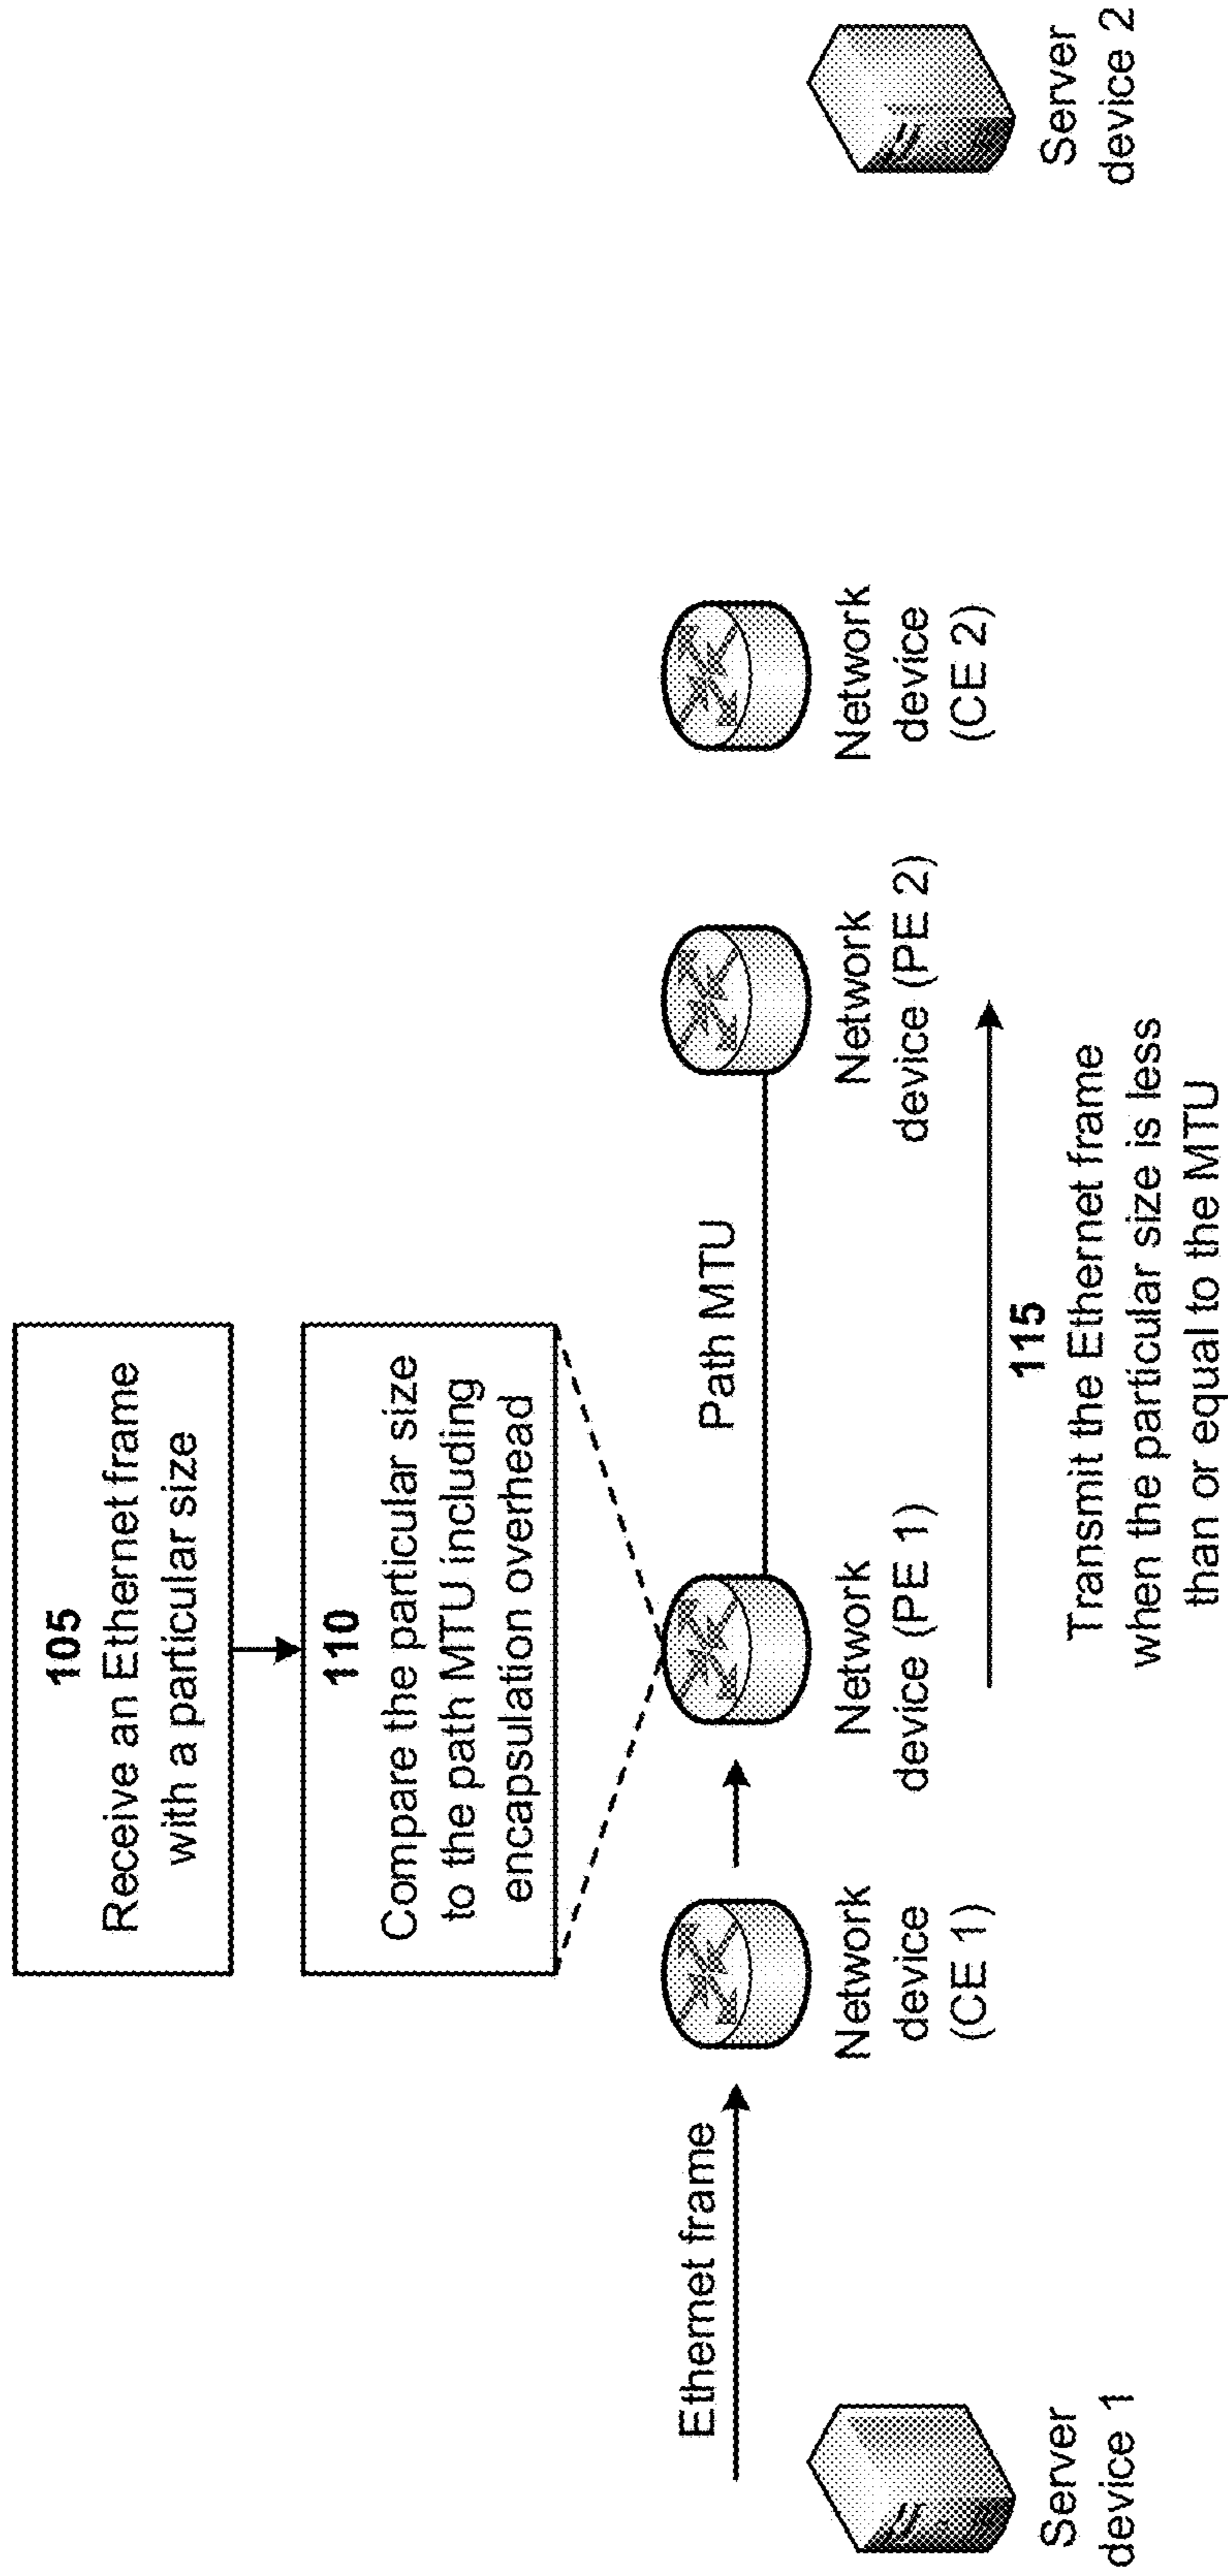 105
Receive an Ethernet frame
with a particular size
110
Compare the particular size
to the path MTU including
encapsulation overhead
Ethernet frame
Path MTU
Server
device 1
Network
device
(CE 1)
Network
device (PE 1)
Network
device (PE 2)
Network
device
(CE 2)
Server
device 2
115
Transmit the Ethernet frame
when the particular size is less
than or equal to the MTU